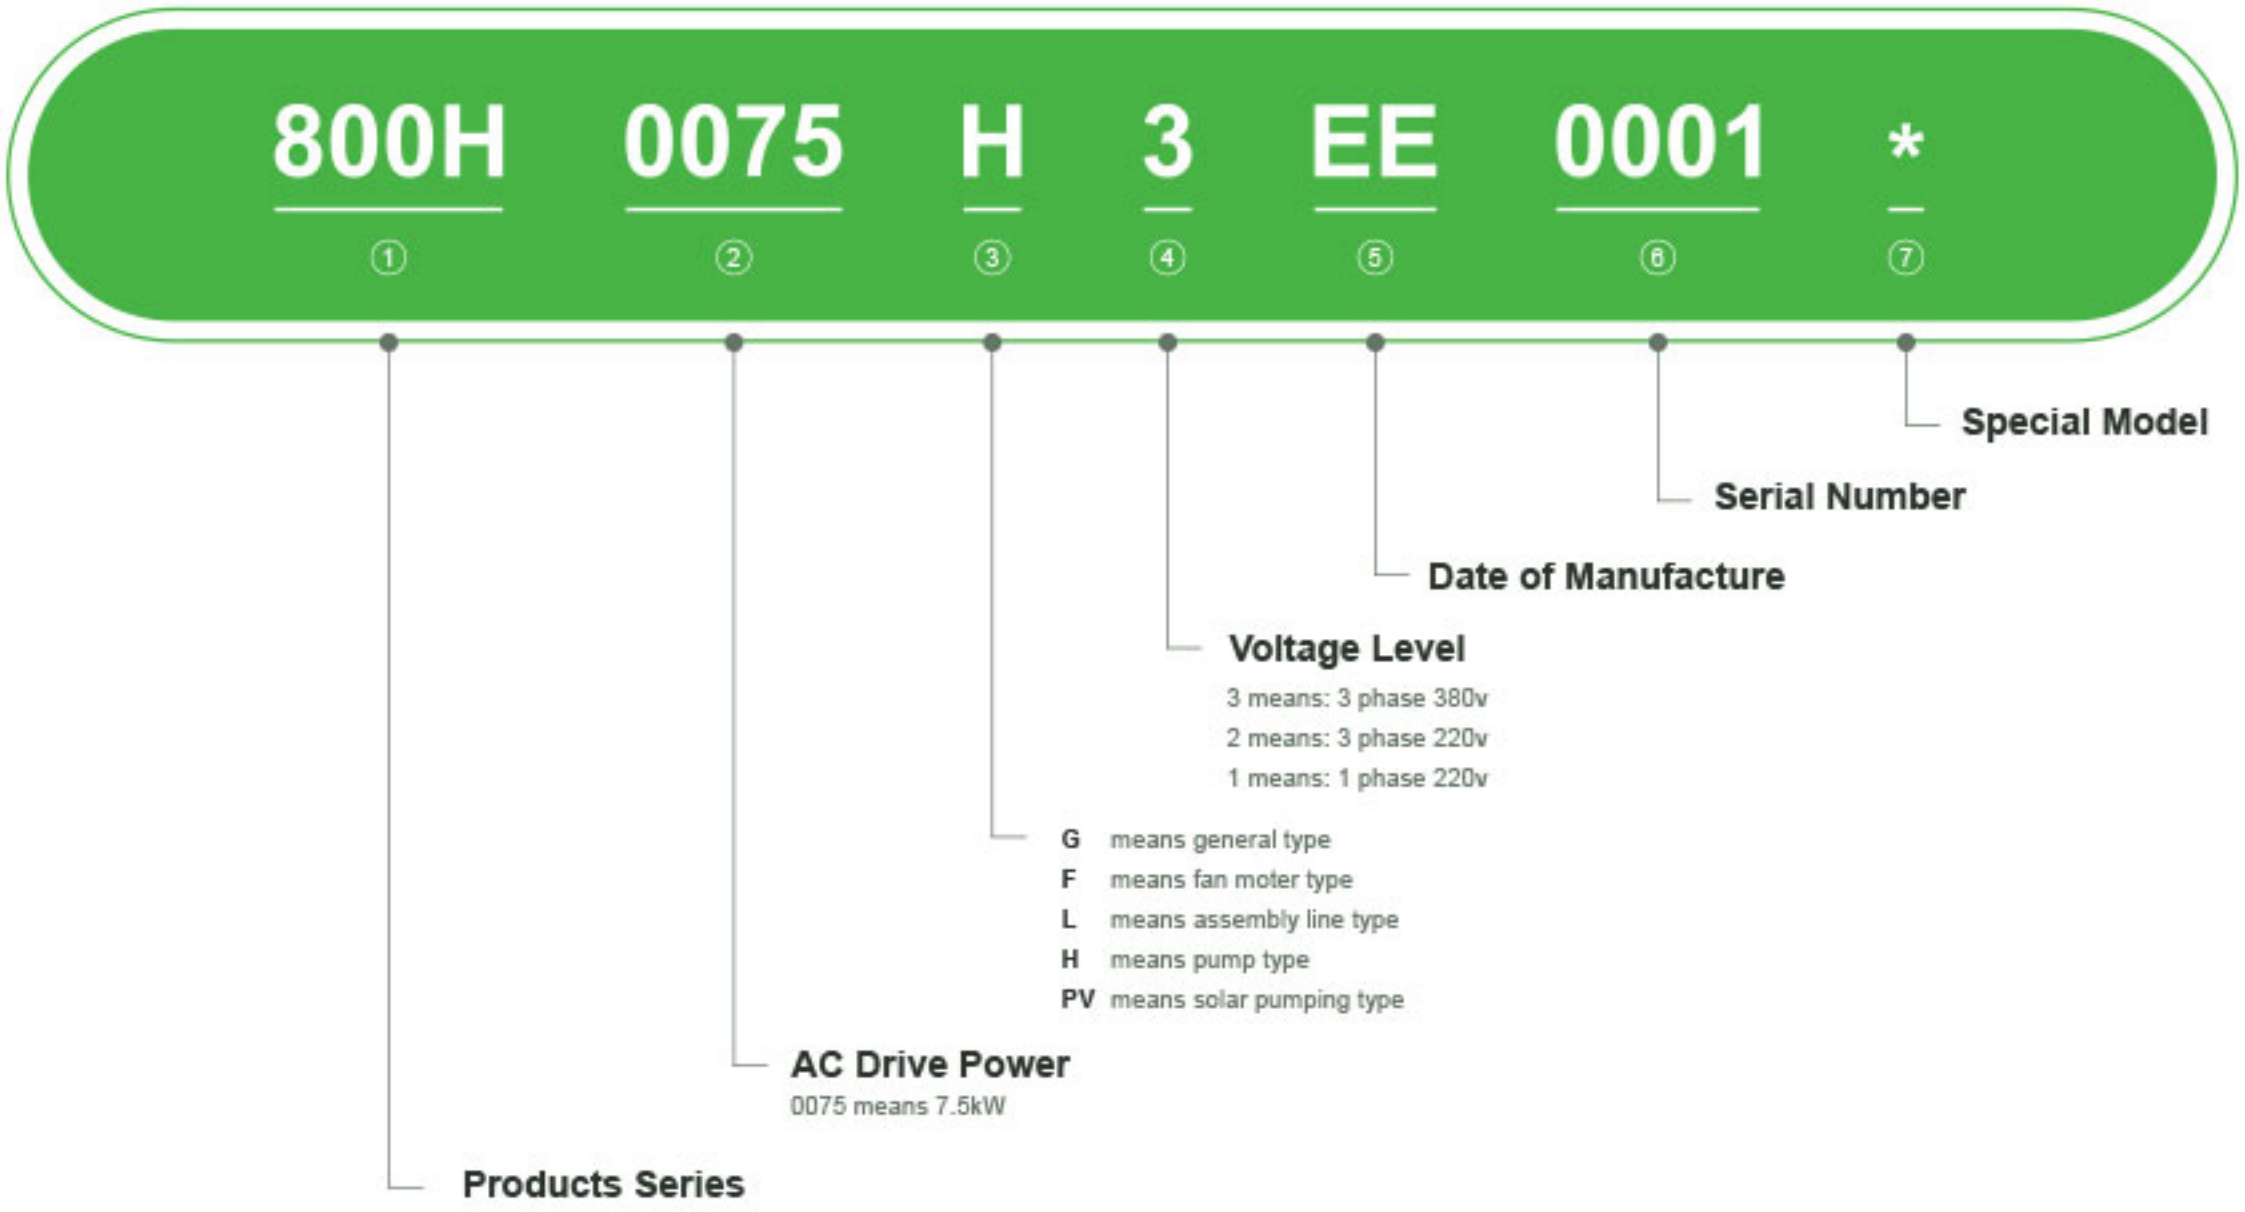 800H 0075 H 3 EE 0001 *
① ② ③ ④ ⑤ ⑥ ⑦
Special Model
Serial Number
Date of Manufacture
Voltage Level
3 means: 3 phase 380v
2 means: 3 phase 220v
1 means: 1 phase 220v
G means general type
F means fan moter type
L means assembly line type
H means pump type
PV means solar pumping type
AC Drive Power
0075 means 7.5kW
Products Series